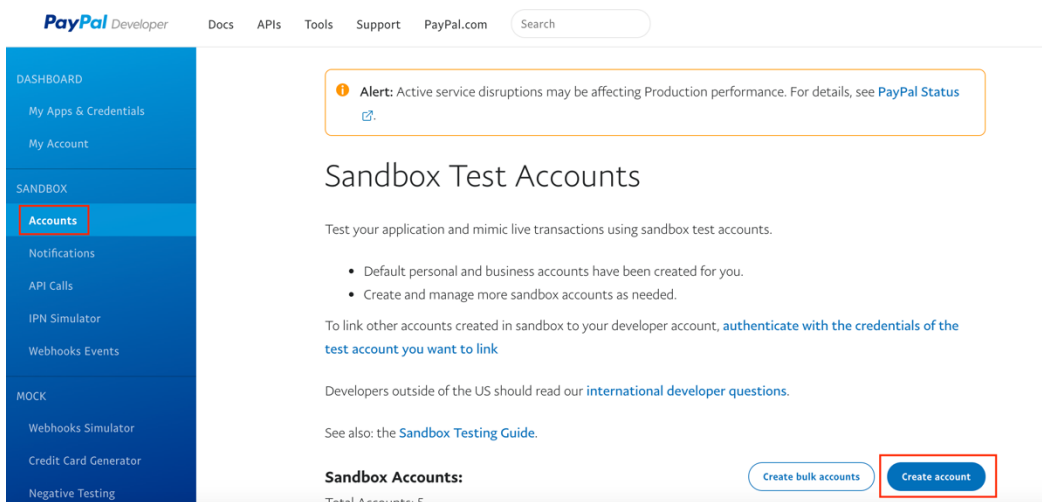 PayPal Developer
Docs
APIs
Tools
Support
PayPal.com
Search
DASHBOARD
My Apps & Credentials
My Account
SANDBOX
Accounts
Notifications
API Calls
IPN Simulator
Webhooks Events
MOCK
Webhooks Simulator
Credit Card Generator
Negative Testing
Alert: Active service disruptions may be affecting Production performance. For details, see PayPal Status
.
Sandbox Test Accounts
Test your application and mimic live transactions using sandbox test accounts.
• Default personal and business accounts have been created for you.
• Create and manage more sandbox accounts as needed.
To link other accounts created in sandbox to your developer account, authenticate with the credentials of the
test account you want to link
Developers outside of the US should read our international developer questions.
See also: the Sandbox Testing Guide.
Sandbox Accounts:
Create bulk accounts
Create account
Total Accounts: 5